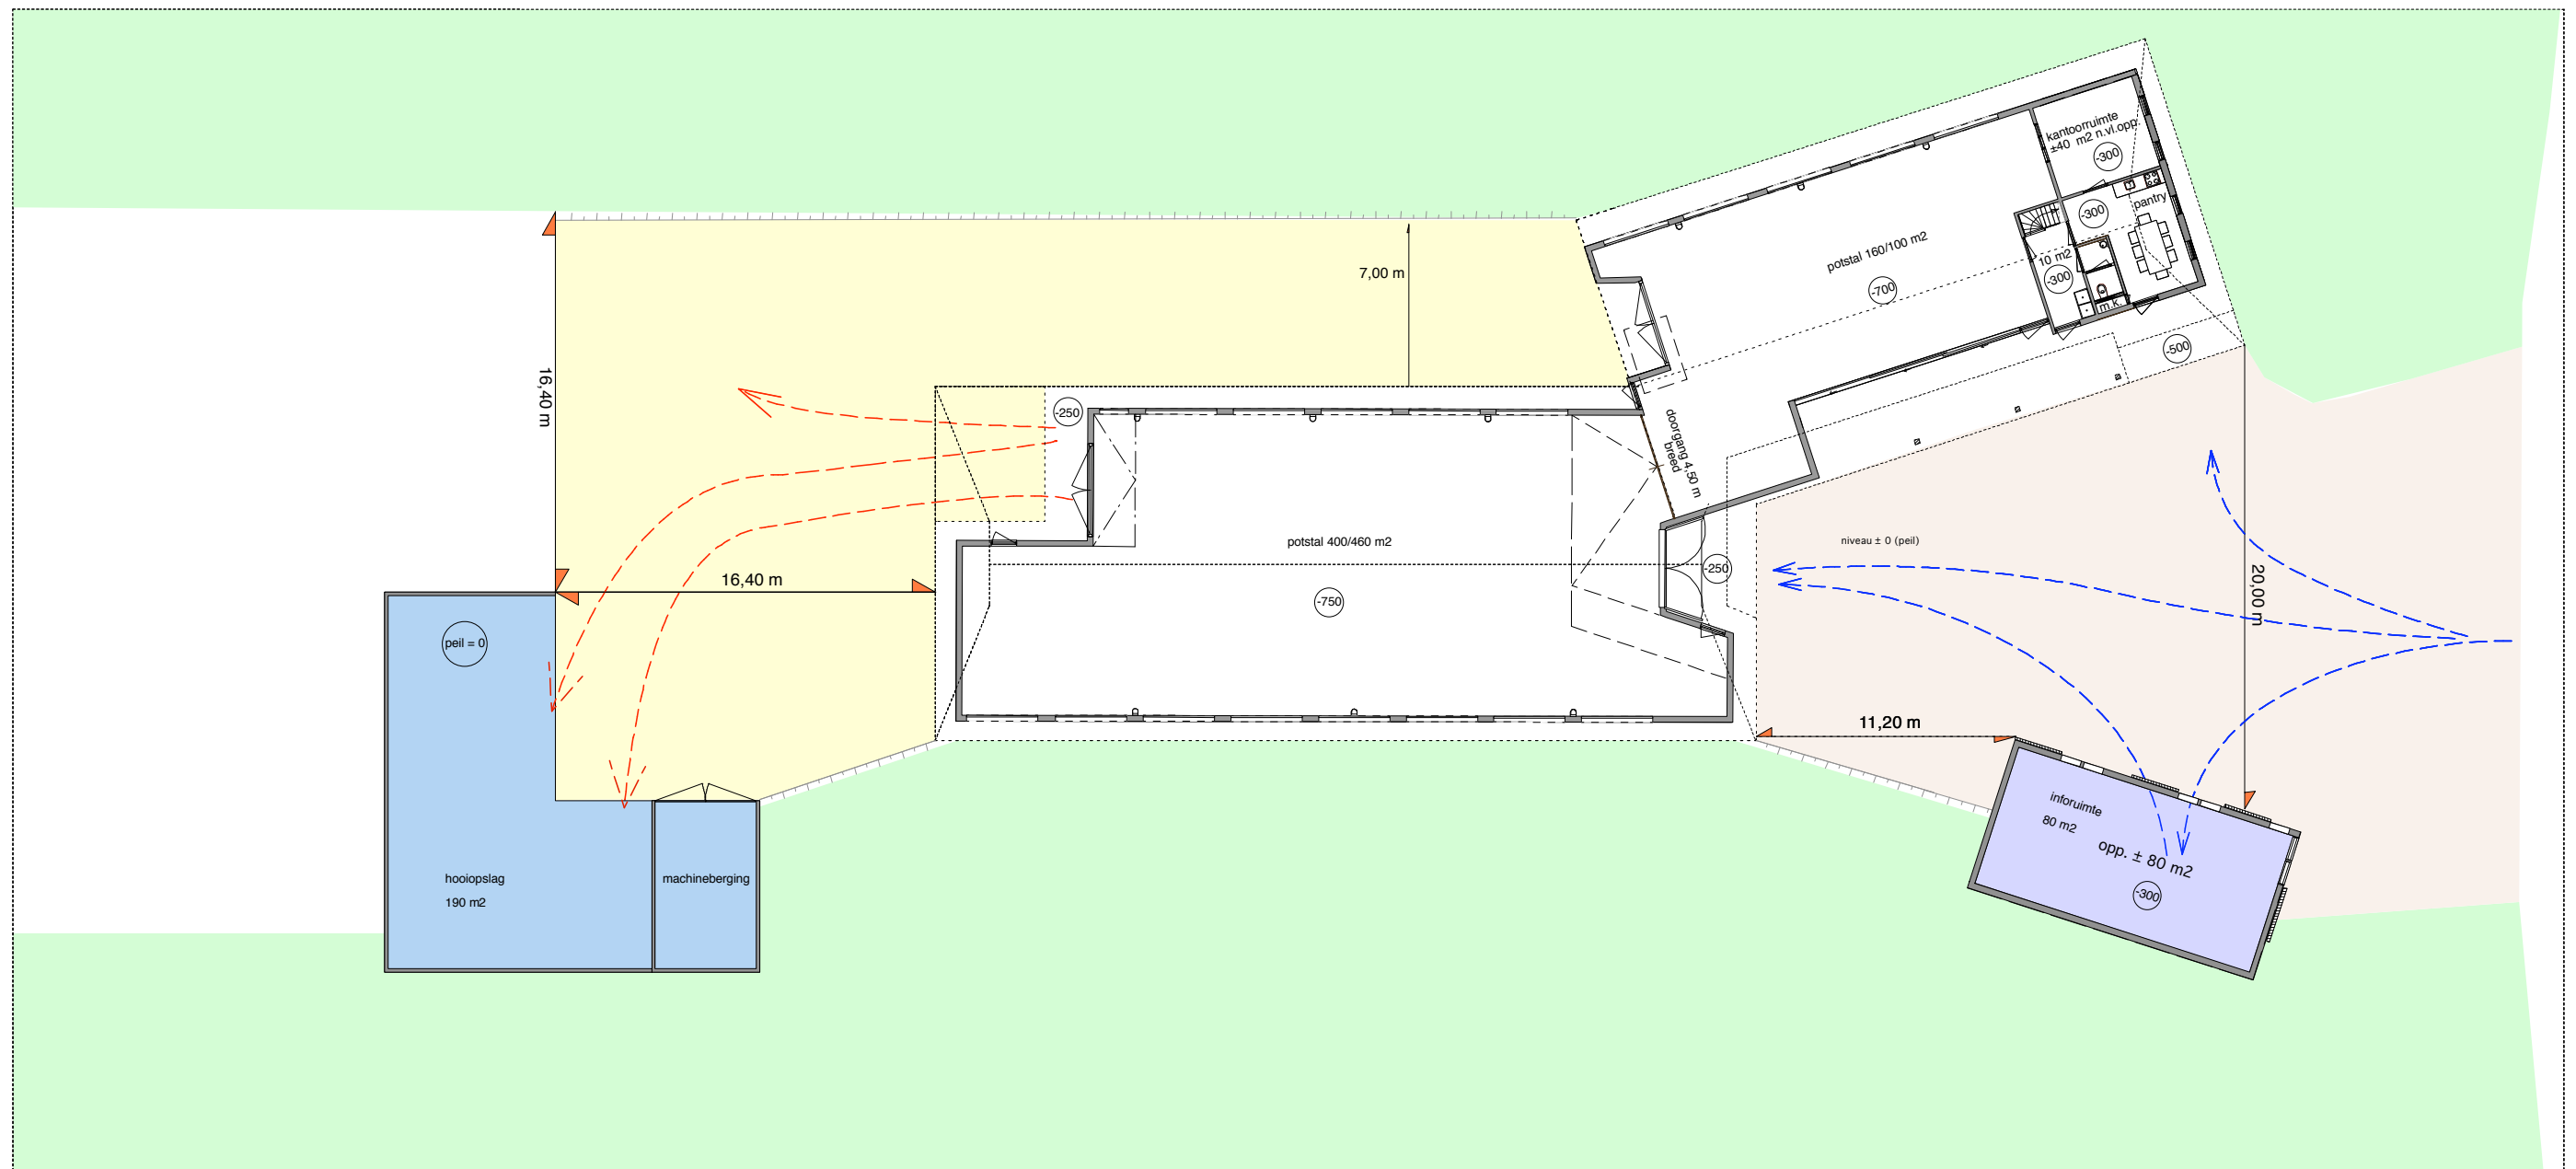 kantoorruimte
±40 m2 n.vl.opp.
-300
pantry
-300
10 m2
-300
m.k.
potstal 160/100 m2
-700
-500
7,00 m
16,40 m
-250
doorgang 4,50 m
breed
potstal 400/460 m2
-750
-250
niveau ± 0 (peil)
20,00 m
16,40 m
peil = 0
11,20 m
inforuimte
80 m2
opp. ± 80 m2
-300
hooiopslag
190 m2
machineberging